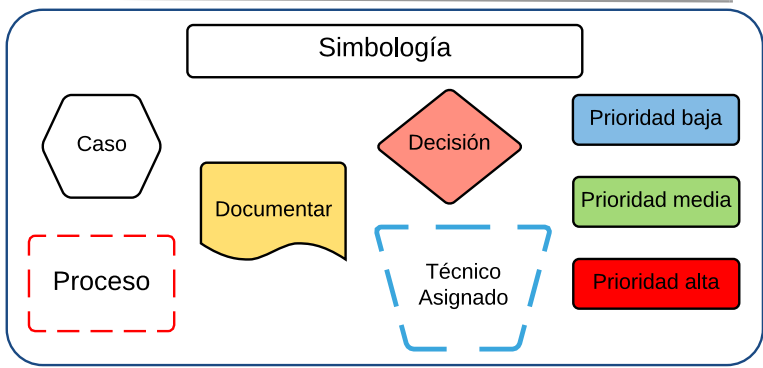 Simbología
Caso
Decisión
Prioridad baja
Documentar
Prioridad media
Proceso
Técnico
Asignado
Prioridad alta